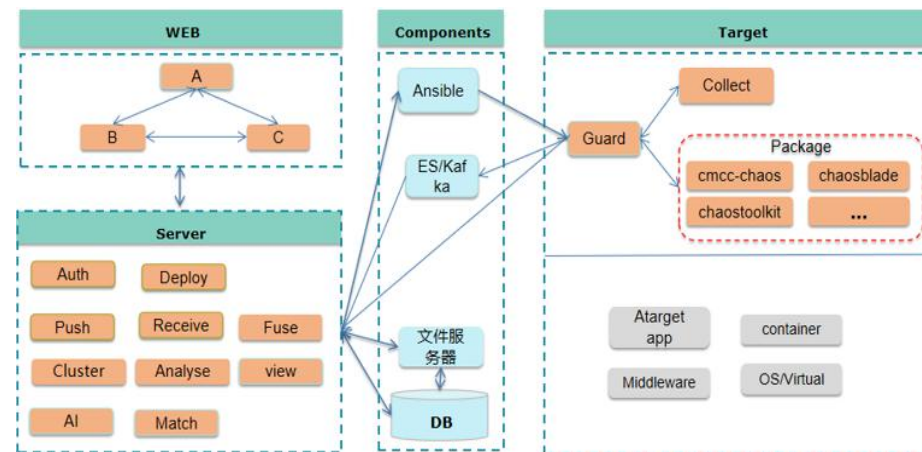 WEB
A
B
C
Server
Auth
Deploy
Push
Receive
Fuse
Cluster
Analyse
view
AI
Match
Components
Ansible
ES/Kaf
ka
文件服
务器
DB
Target
Guard
Collect
Package
cmcc-chaos
chaosblade
chaostoolkit
...
Atarget
app
container
Middleware
OS/Virtual